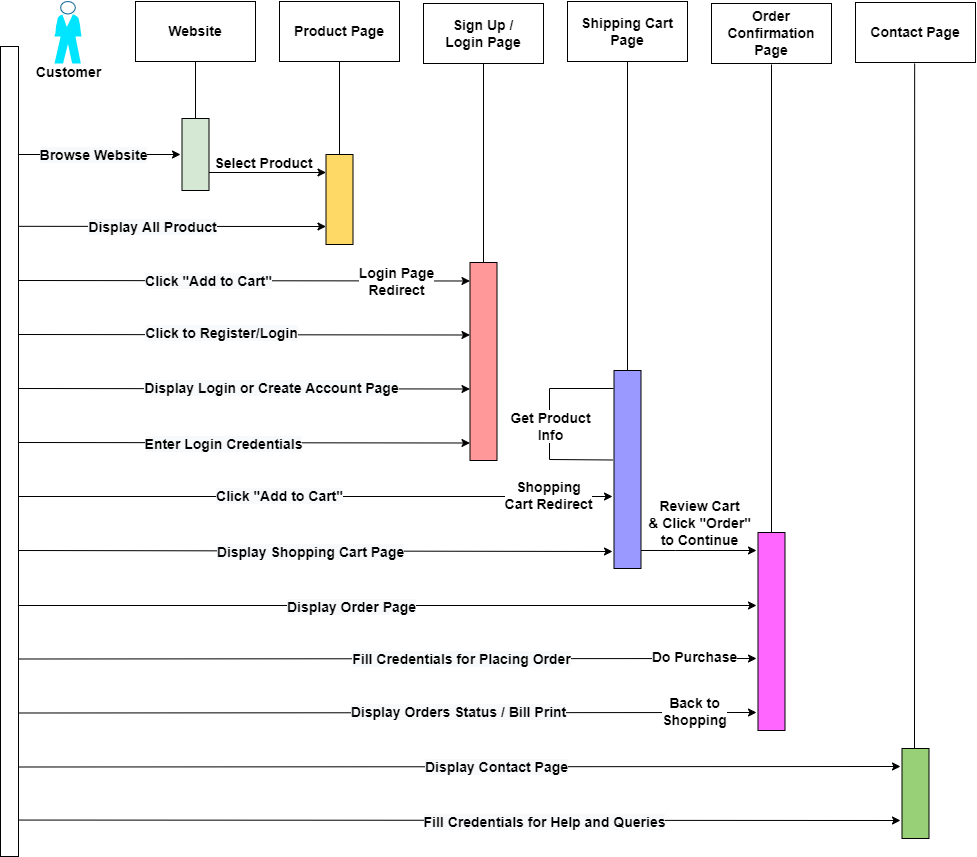 Customer
Website
Product Page
Sign Up /
Login Page
Shipping Cart
Page
Order
Confirmation
Page
Contact Page
Browse Website
Select Product
Display All Product
Click "Add to Cart"
Login Page
Redirect
Click to Register/Login
Display Login or Create Account Page
Get Product
Info
Enter Login Credentials
Click "Add to Cart"
Shopping
Cart Redirect
Review Cart
& Click "Order"
to Continue
Display Shopping Cart Page
Display Order Page
Fill Credentials for Placing Order
Do Purchase
Display Orders Status / Bill Print
Back to
Shopping
Display Contact Page
Fill Credentials for Help and Queries